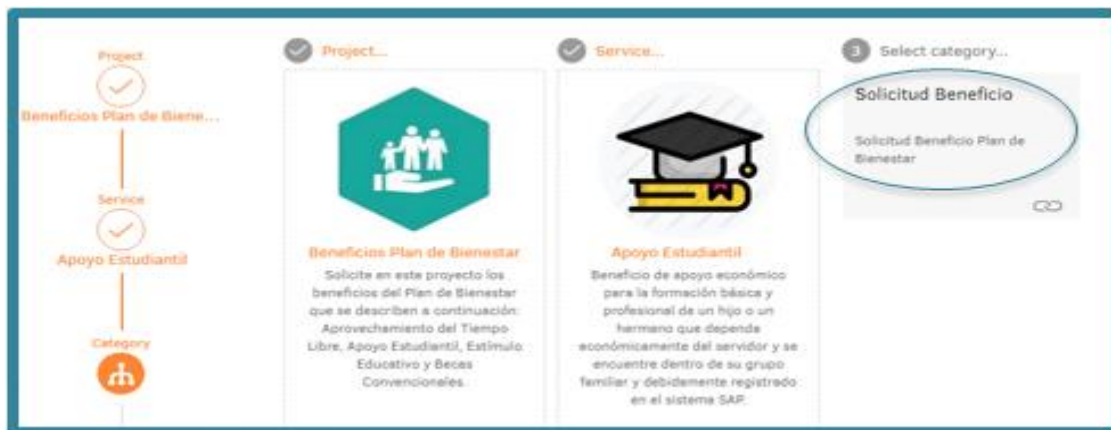 Project
Beneficios Plan de Biene...
Service
Apoyo Estudiantil
Category
Project...
Beneficios Plan de Bienestar
Solicite en este proyecto los
beneficios del Plan de Bienestar
que se describen a continuación:
Aprovechamiento del Tiempo
Libre, Apoyo Estudiantil, Estímulo
Educativo y Becas
Convencionales.
Service...
Apoyo Estudiantil
Beneficio de apoyo económico
para la formación básica y
profesional de un hijo o un
hermano que dependa
económicamente del servidor y se
encuentre dentro de su grupo
familiar y debidamente registrado
en el sistema SAP.
3 Select category...
Solicitud Beneficio
Solicitud Beneficio Plan de
Bienestar